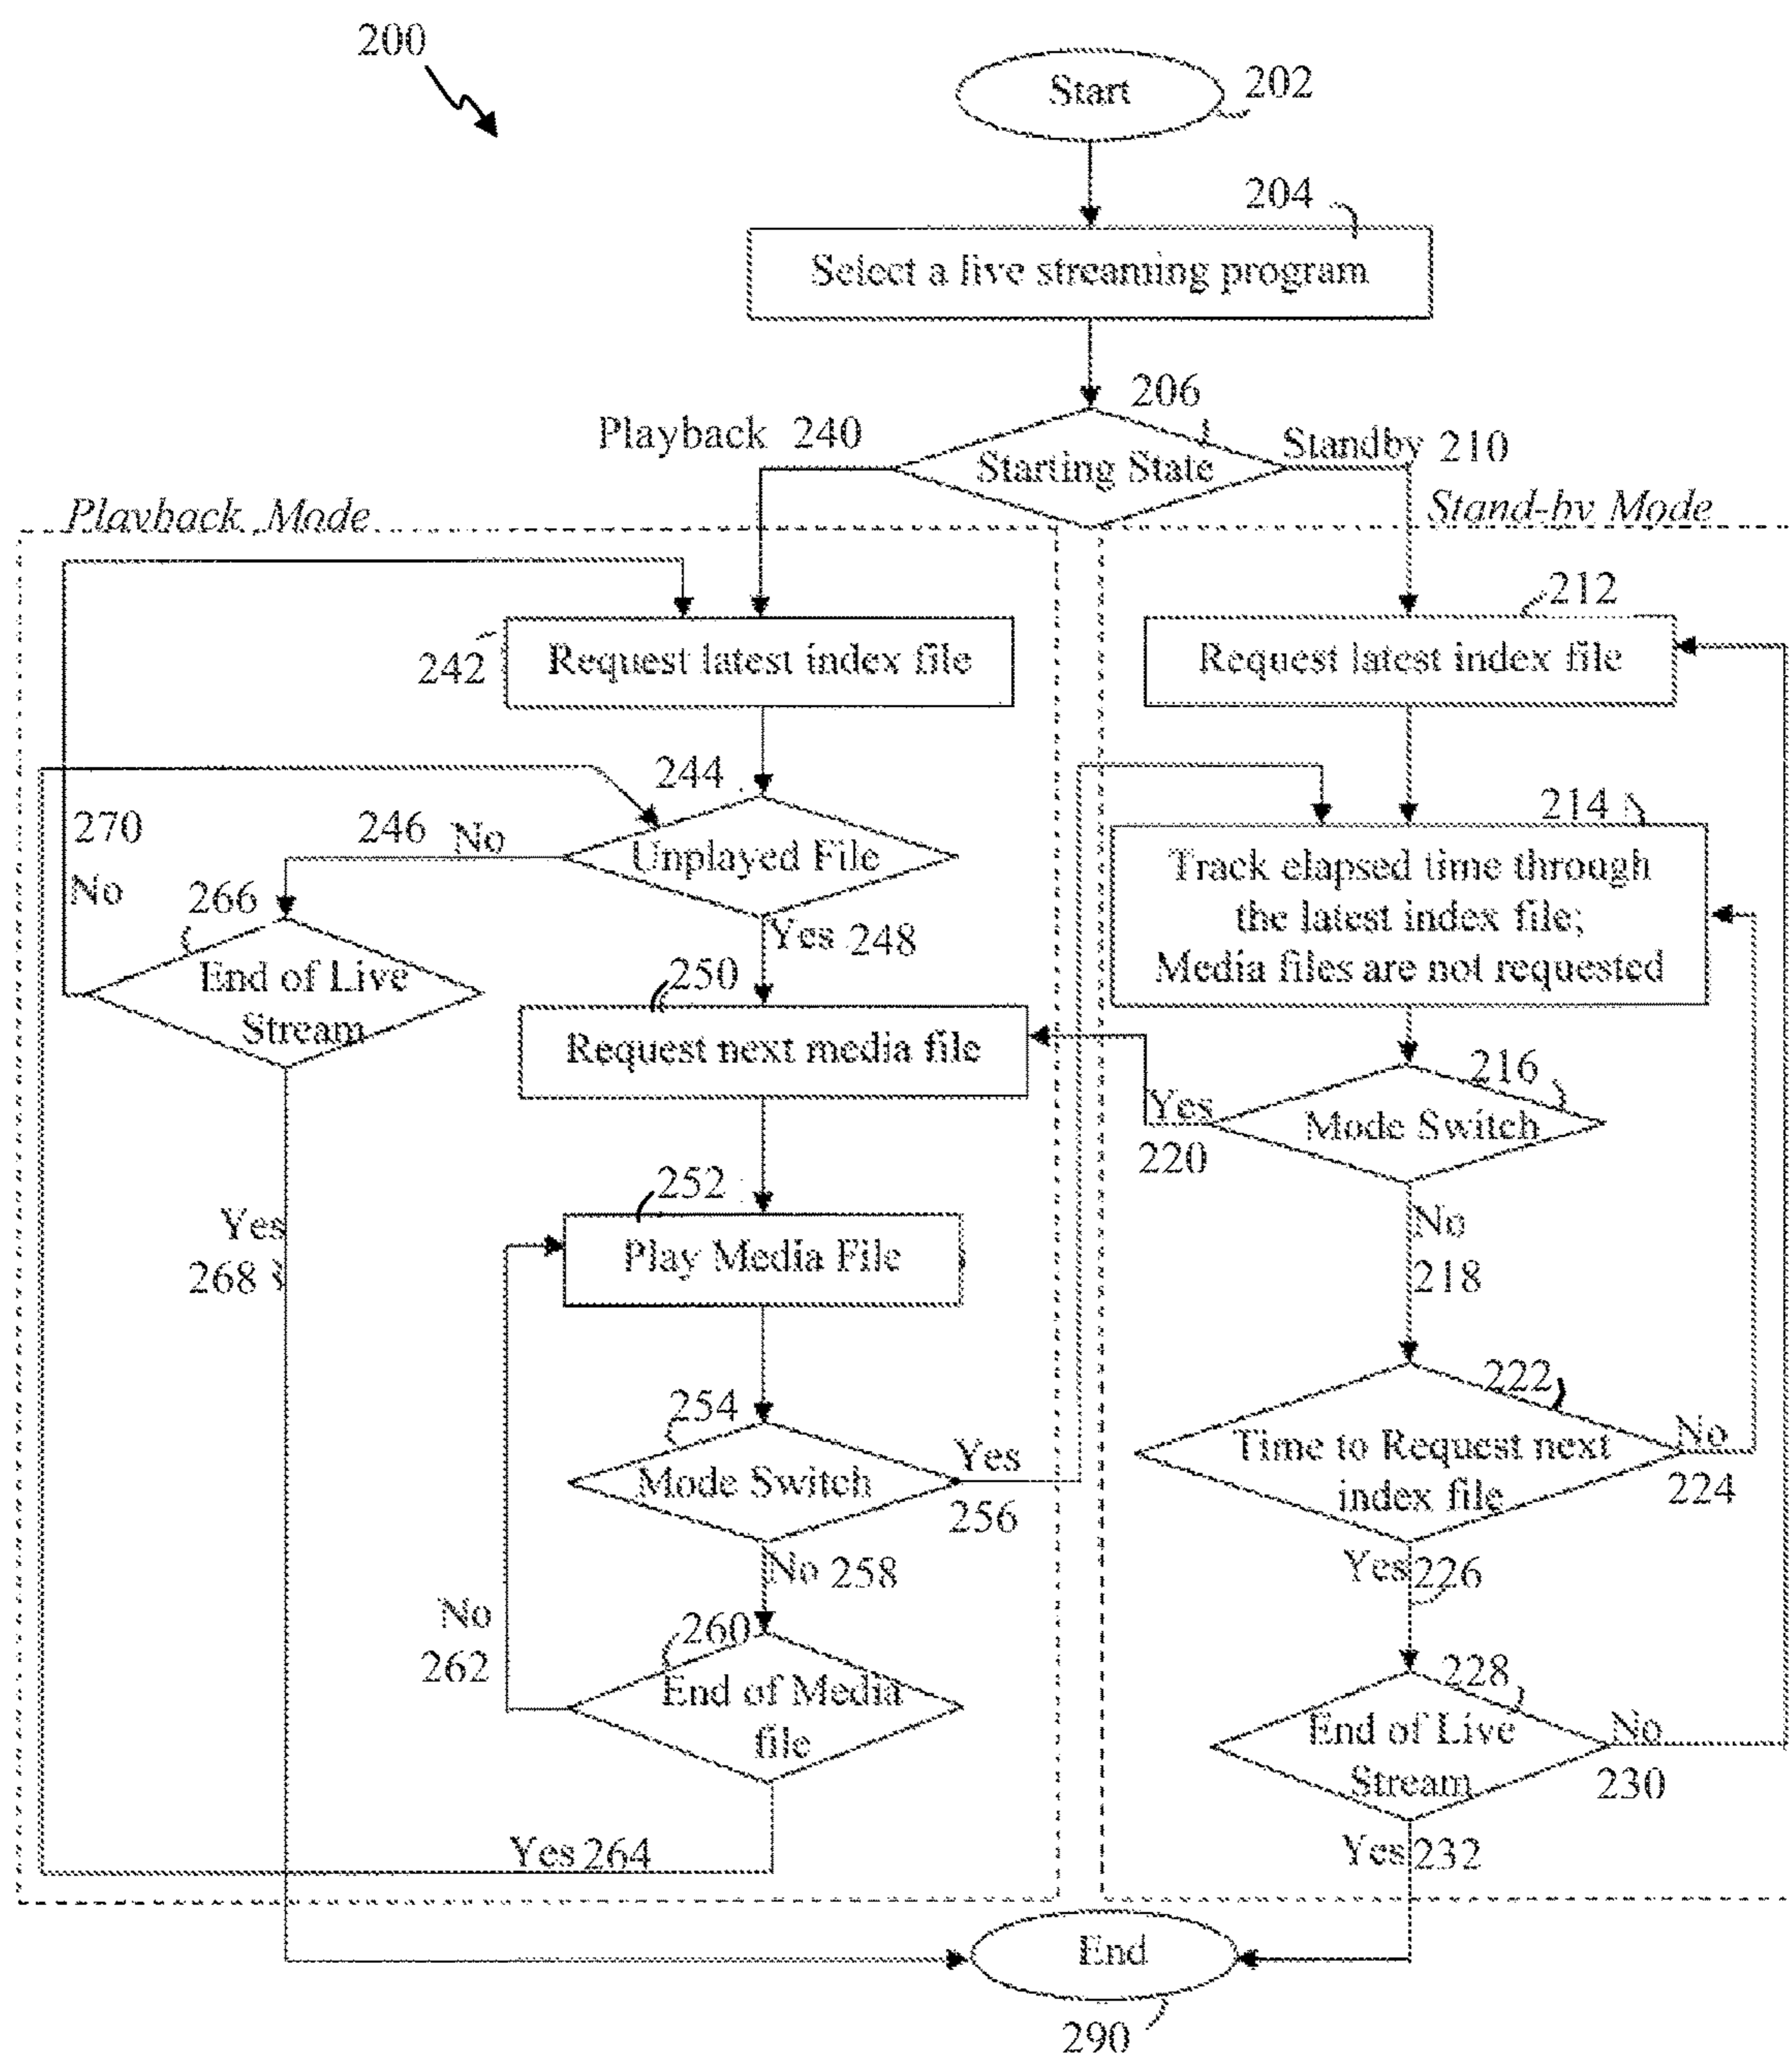 200
Start
202
204
Select a live streaming program
206
Playback 240
Starting State
Standby 210
Playback Mode
Stand-by Mode
212
242
Request latest index file
Request latest index file
244
214
270
246 No
Unplayed File
Track elapsed time through
the latest index file;
Media files are not requested
No
266
Yes 248
End of Live
Stream
250
Request next media file
216
Yes
220
Mode Switch
252
Yes
268
Play Media File
No
218
254
222
Mode Switch
Yes
256
Time to Request next
index file
No
224
No 258
Yes 226
No
262
260
End of Media
file
228
End of Live
Stream
No
230
Yes 264
Yes 232
End
290